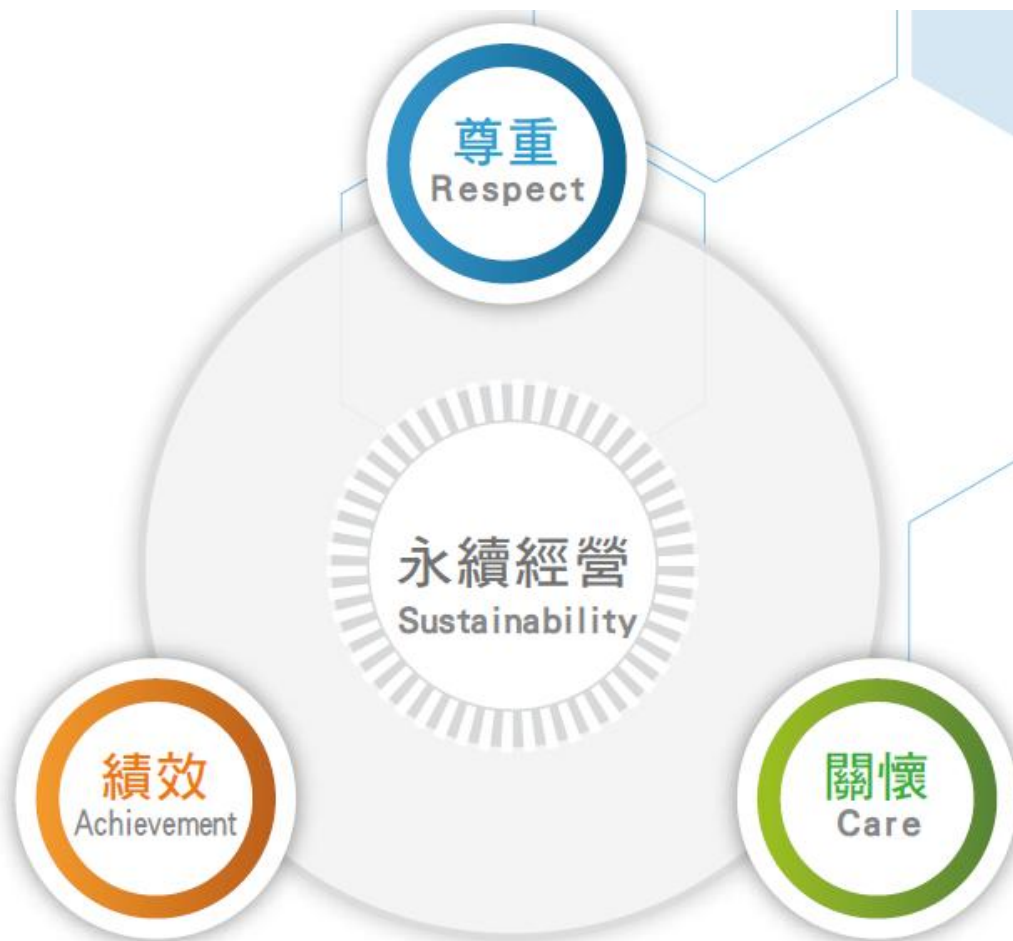 尊重
Respect
永續經營
Sustainability
績效
Achievement
關懷
Care